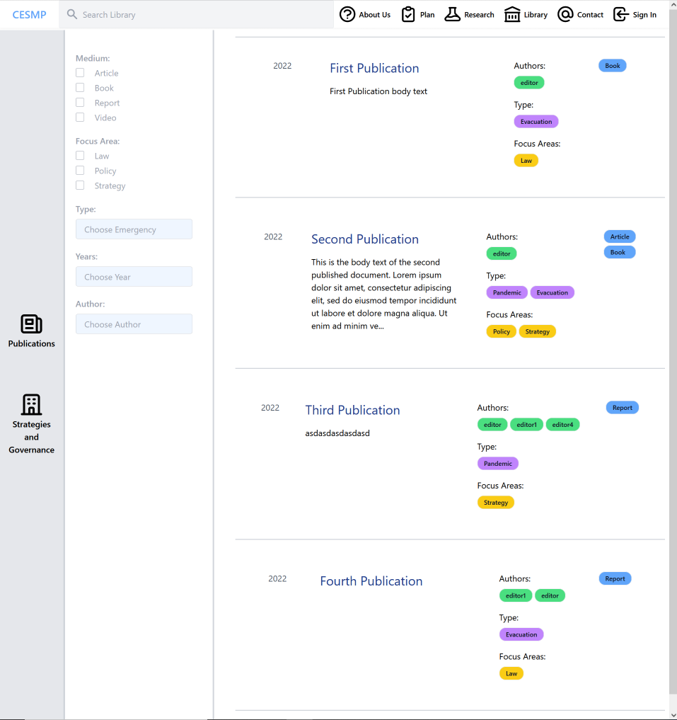 CESMP
Search Library
About Us
Plan
Research
Library
Contact
Sign In
Publications
Strategies
and
Governance
Medium:
Article
Book
Report
Video
Focus Area:
Law
Policy
Strategy
Type:
Choose Emergency
Years:
Choose Year
Author:
Choose Author
2022
First Publication
First Publication body text
Authors:
editor
Type:
Evacuation
Focus Areas:
Law
Book
2022
Second Publication
This is the body text of the second
published document. Lorem ipsum
dolor sit amet, consectetur adipiscing
elit, sed do eiusmod tempor incididunt
ut labore et dolore magna aliqua. Ut
enim ad minim ve...
Authors:
editor
Type:
Pandemic Evacuation
Focus Areas:
Policy Strategy
Article
Book
2022
Third Publication
asdasdasdasdasd
Authors:
editor editor1 editor4
Type:
Pandemic
Focus Areas:
Strategy
Report
2022
Fourth Publication
Authors:
editor1 editor
Type:
Evacuation
Focus Areas:
Law
Report